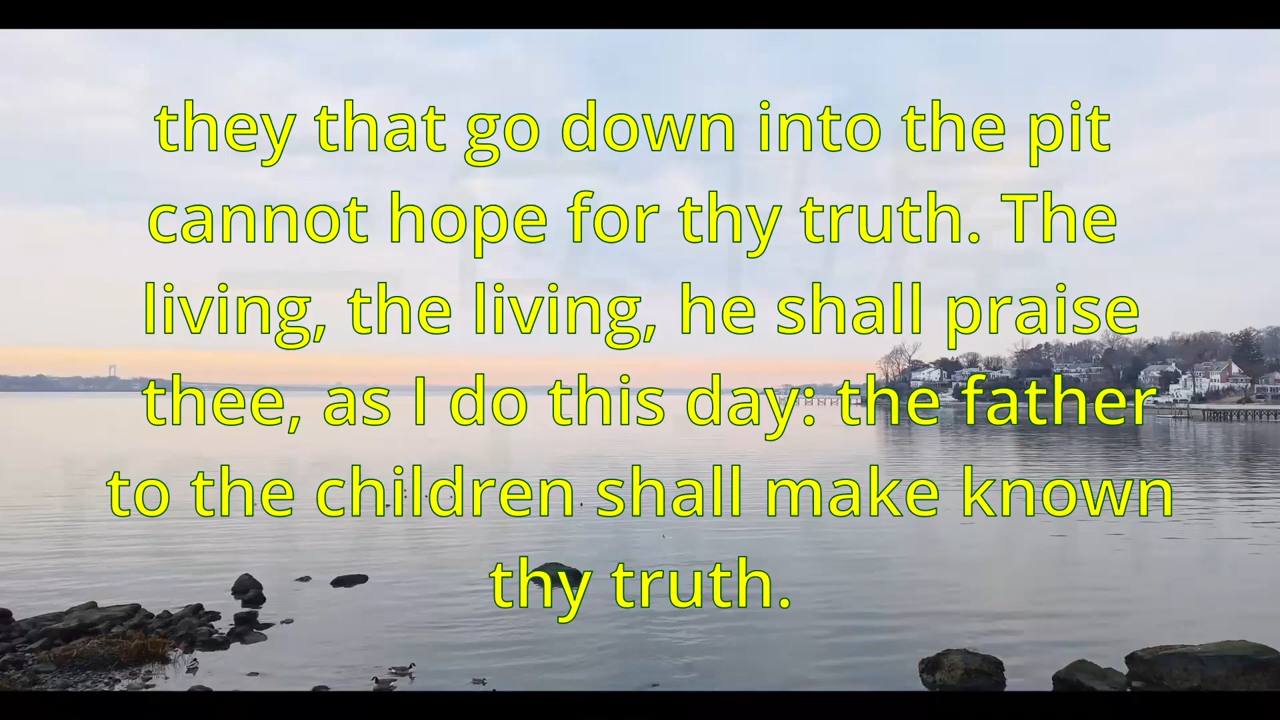 they that go down into the pit
cannot hope for thy truth. The
living, the living, he shall praise
thee, as I do this day: the father
to the children shall make known
thy truth.